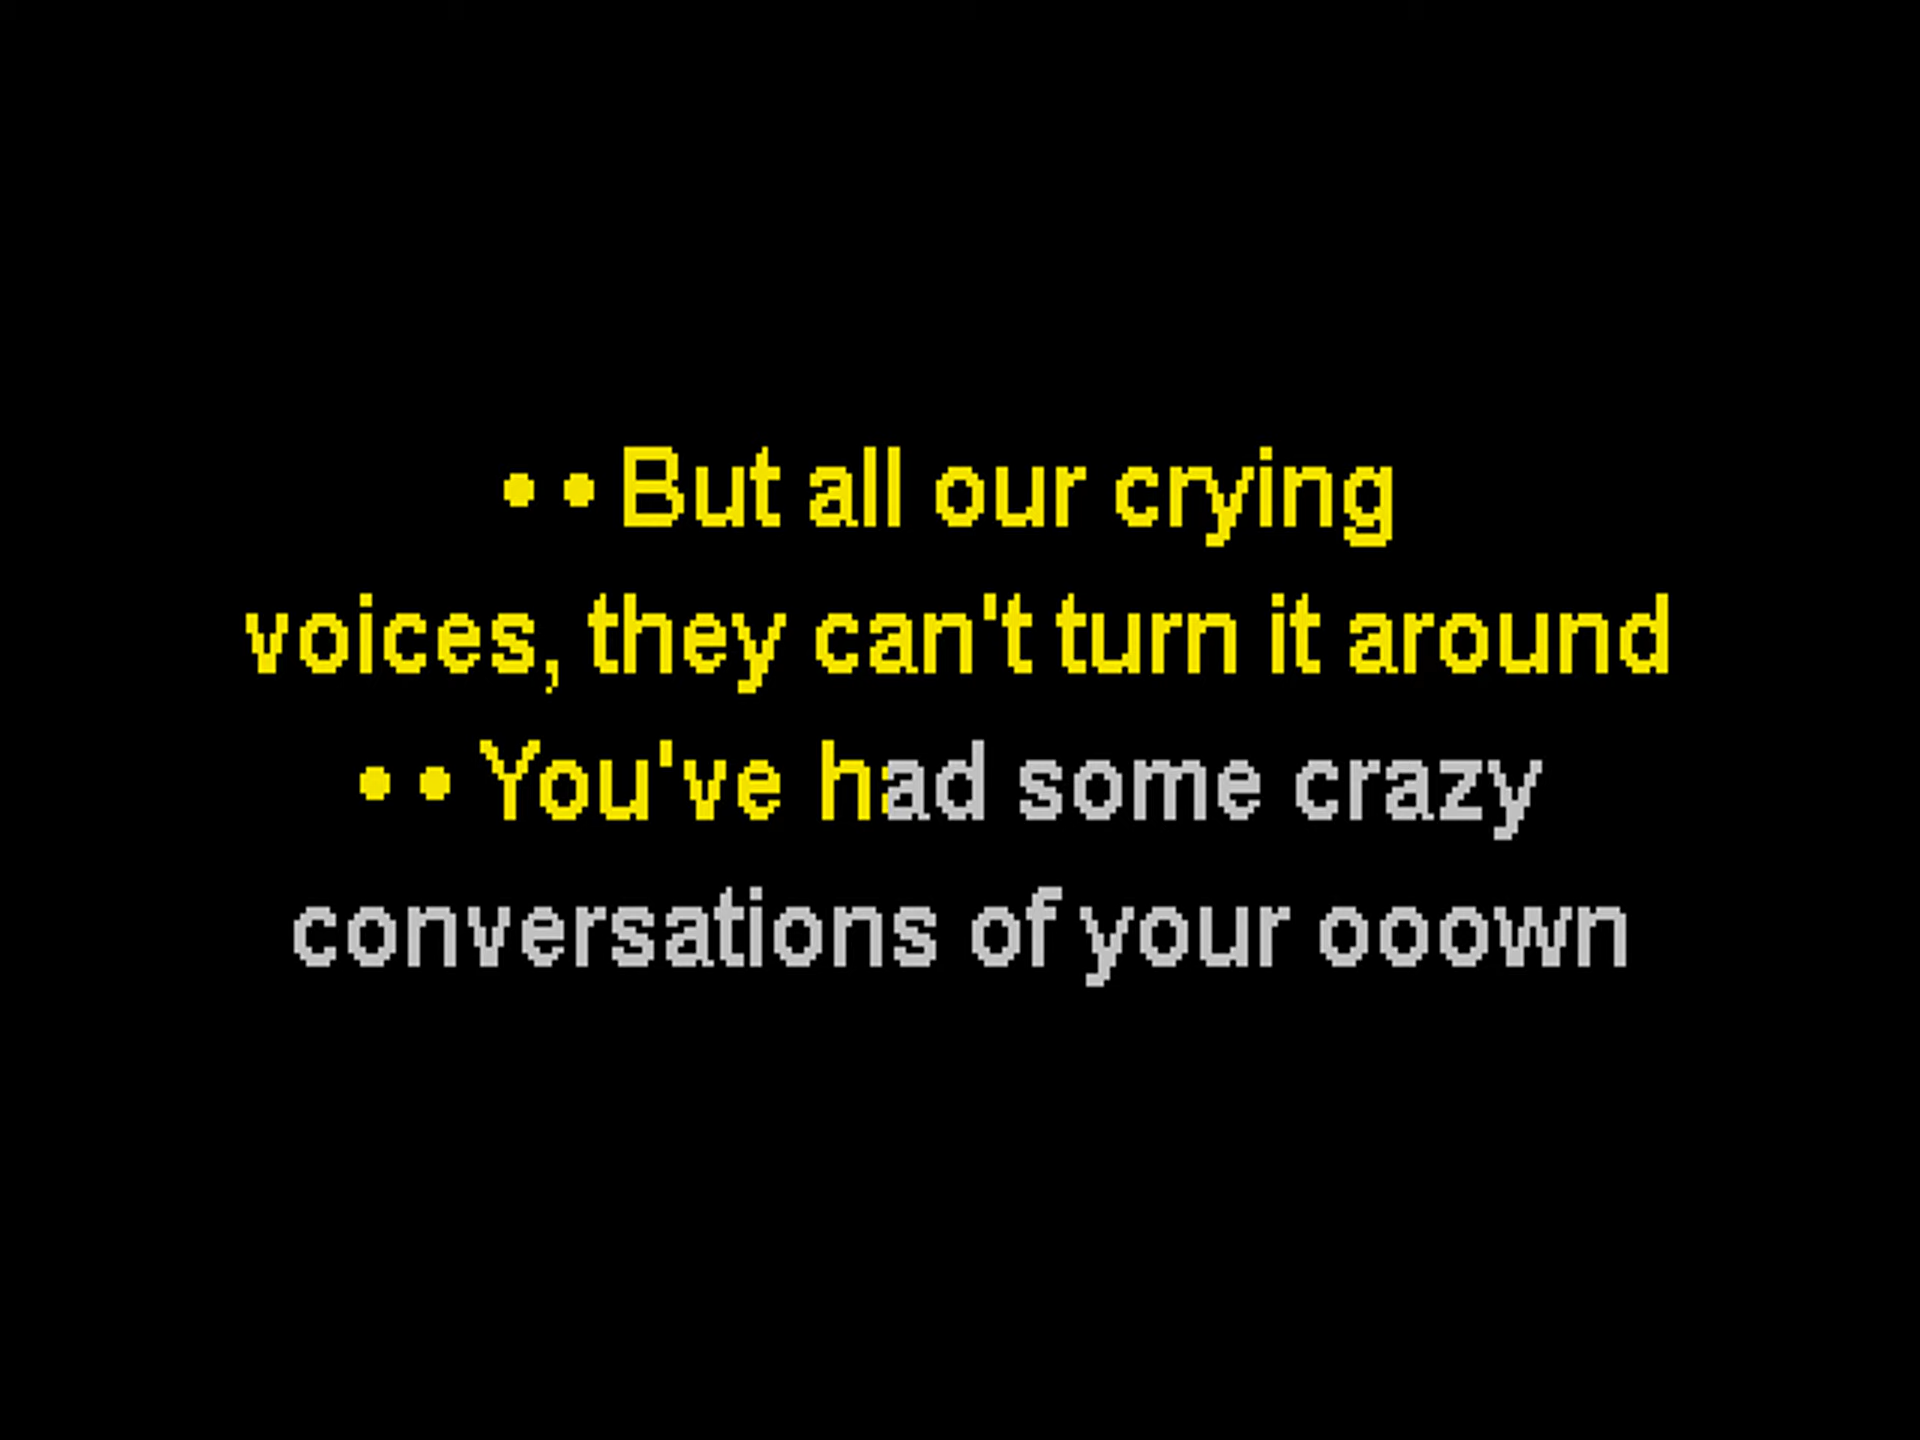 • • But all our crying
voices, they can't turn it around
• • You've had some crazy
conversations of your ooown